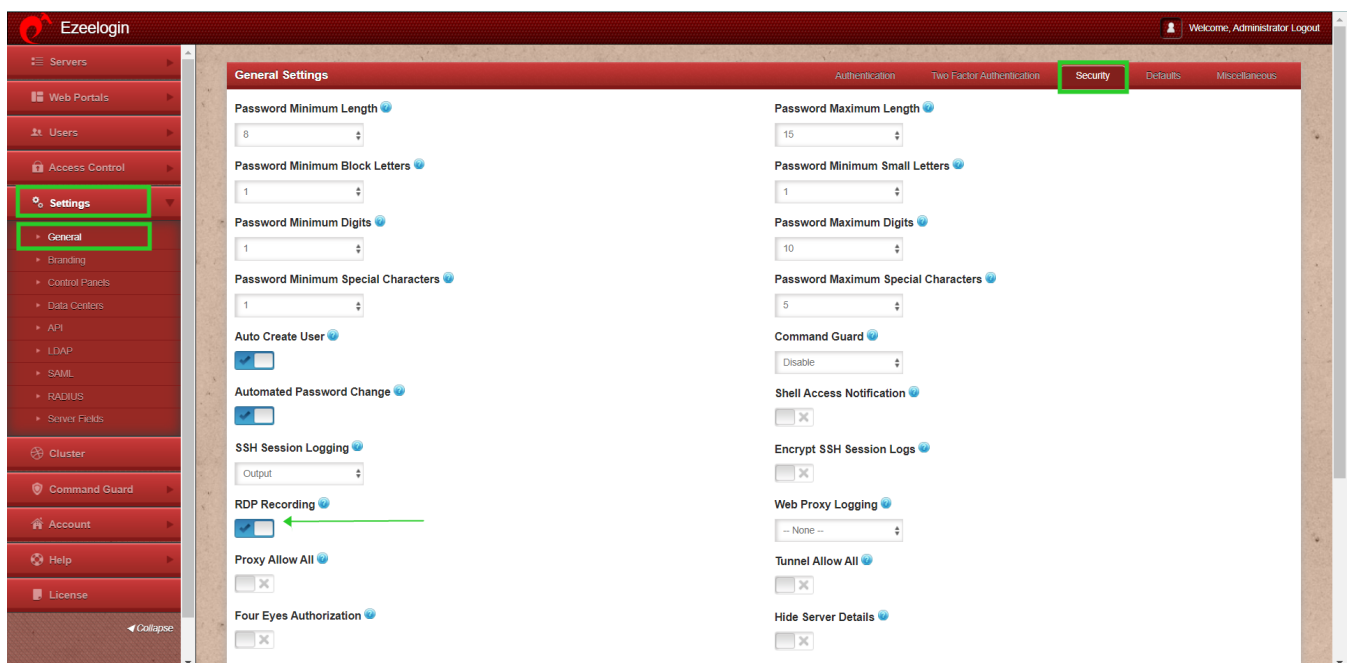 Ezeelogin
Welcome, Administrator Logout
Servers
Web Portals
Users
Access Control
Settings
General
Branding
Control Panels
Data Centers
API
LDAP
SAML
RADIUS
Server Fields
Cluster
Command Guard
Account
Help
License
Collapse
General Settings
Authentication Two Factor Authentication Security Defaults Miscellaneous
Password Minimum Length Password Maximum Length
8 15
Password Minimum Block Letters Password Minimum Small Letters
1 1
Password Minimum Digits Password Maximum Digits
1 10
Password Minimum Special Characters Password Maximum Special Characters
1 5
Auto Create User Command Guard
Disable
Automated Password Change Shell Access Notification
SSH Session Logging Encrypt SSH Session Logs
Output
RDP Recording Web Proxy Logging
-- None --
Proxy Allow All Tunnel Allow All
Four Eyes Authorization Hide Server Details